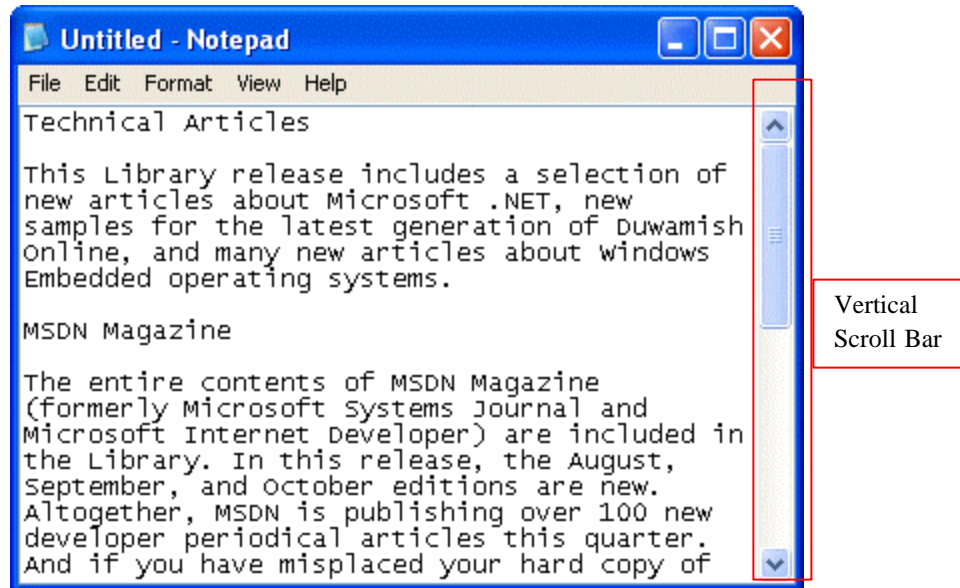 Untitled - Notepad
File Edit Format View Help
Technical Articles
This Library release includes a selection of
new articles about Microsoft .NET, new
samples for the latest generation of Duwamish
Online, and many new articles about Windows
Embedded operating systems.
MSDN Magazine
The entire contents of MSDN Magazine
(formerly Microsoft Systems Journal and
Microsoft Internet Developer) are included in
the Library. In this release, the August,
September, and October editions are new.
Altogether, MSDN is publishing over 100 new
developer periodical articles this quarter.
And if you have misplaced your hard copy of
Vertical
Scroll Bar